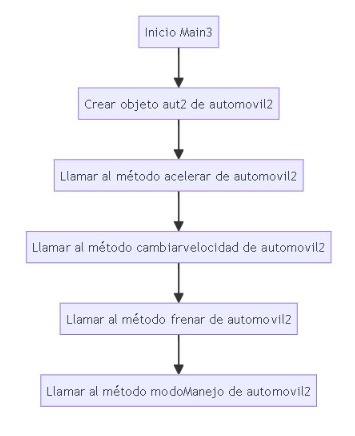 Inicio Main3
Crear objeto aut2 de automovil2
Llamar al método acelerar de automovil2
Llamar al método cambiarvelocidad de automovil2
Llamar al método frenar de automovil2
Llamar al método modoManejo de automovil2